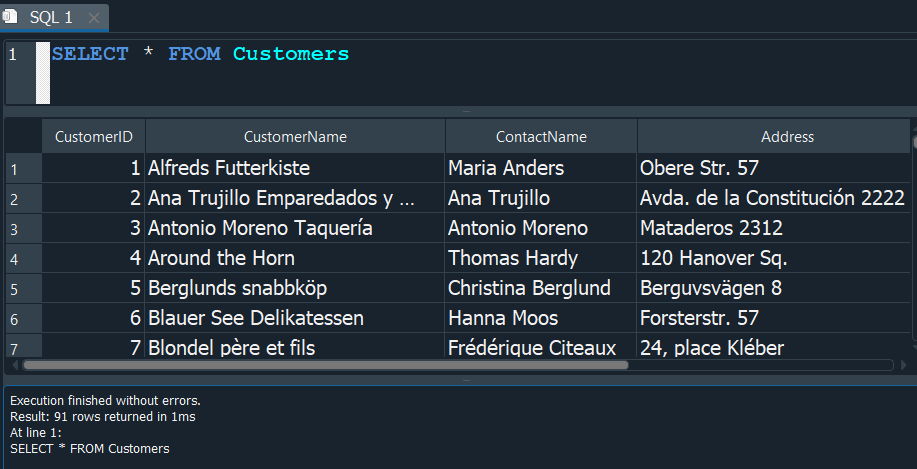 SQL 1
1 SELECT * FROM Customers
CustomerID CustomerName ContactName Address
1 1 Alfreds Futterkiste Maria Anders Obere Str. 57
2 2 Ana Trujillo Emparedados y ... Ana Trujillo Avda. de la Constitución 2222
3 3 Antonio Moreno Taquería Antonio Moreno Mataderos 2312
4 4 Around the Horn Thomas Hardy 120 Hanover Sq.
5 5 Berglunds snabbköp Christina Berglund Berguvsvägen 8
6 6 Blauer See Delikatessen Hanna Moos Forsterstr. 57
7 7 Blondel père et fils Frédérique Citeaux 24, place Kléber
Execution finished without errors.
Result: 91 rows returned in 1ms
At line 1:
SELECT * FROM Customers